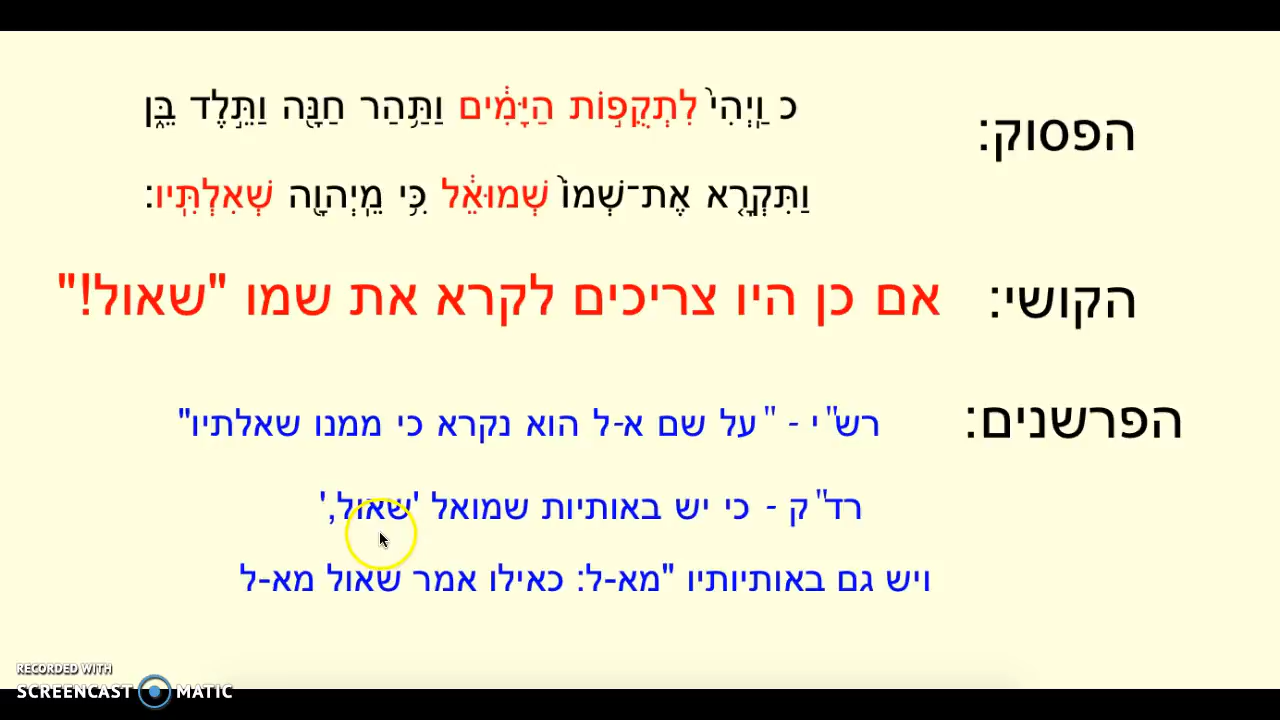 הפסוק:
כ וַֽיְהִי֙ לִתְקֻפ֣וֹת הַיָּמִ֔ים וַתַּ֥הַר חַנָּ֖ה וַתֵּ֣לֶד בֵּ֑ן
וַתִּקְרָ֤א אֶת־שְׁמוֹ֙ שְׁמוּאֵ֔ל כִּ֥י מֵֽיְהוָ֖ה שְׁאִלְתִּֽיו:
הקושי:
אם כן היו צריכים לקרא את שמו "שאול!"
הפרשנים:
רש"י - "על שם א-ל הוא נקרא כי ממנו שאלתיו"
רד"ק - כי יש באותיות שמואל 'שאול,'
ויש גם באותיותיו "מא-ל: כאילו אמר שאול מא-ל
RECORDED WITH
SCREENCAST MATIC